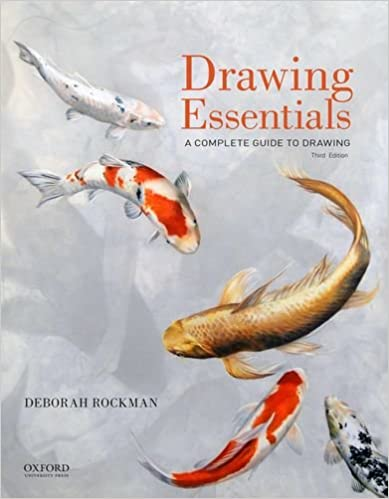 Drawing
Essentials
A COMPLETE GUIDE TO DRAWING
Third Edition
DEBORAH ROCKMAN
OXFORD
UNIVERSITY PRESS